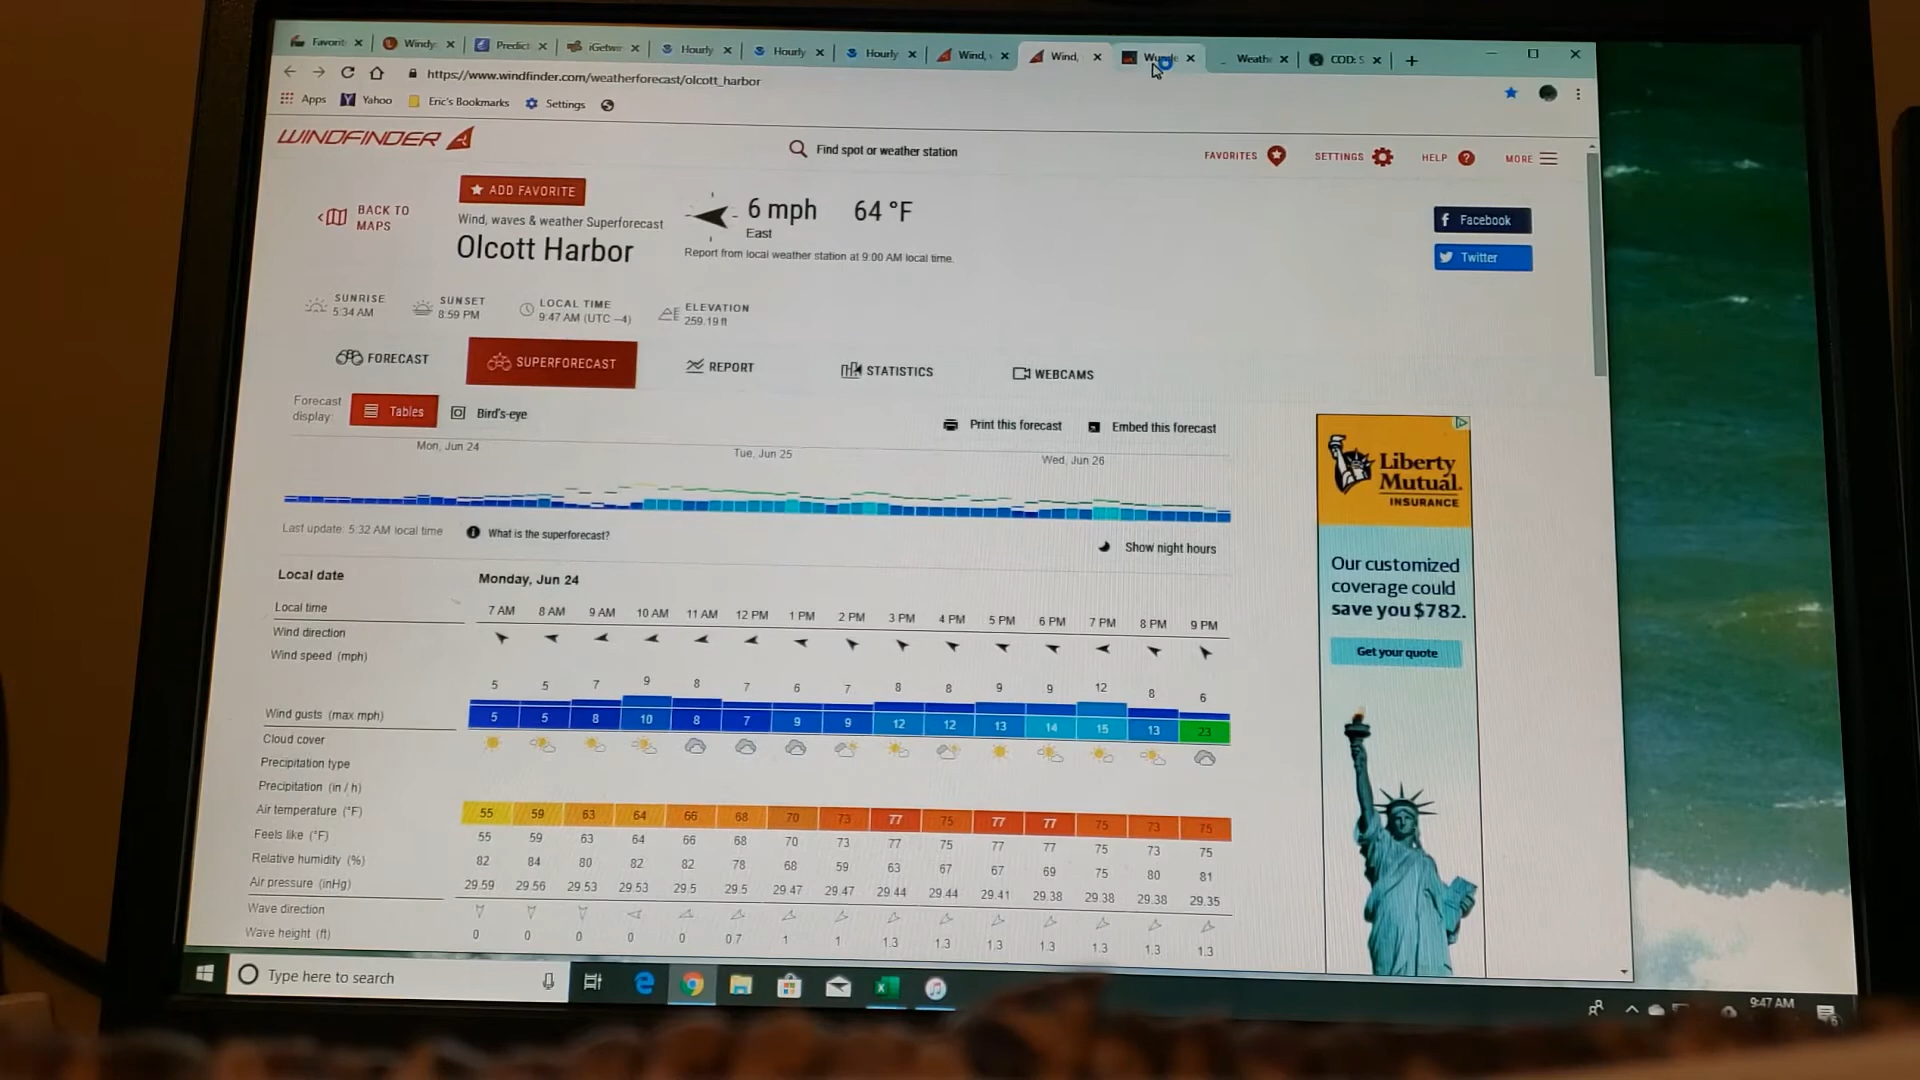 Favorit
Windy
Predict
iGetwi
Hourly
Hourly
Hourly
Wind, v
Wind,
Weath
COD: S
https://www.windfinder.com/weatherforecast/olcott_harbor
Apps Yahoo Eric's Bookmarks Settings
WINDFINDER
Find spot or weather station
FAVORITES SETTINGS HELP ? MORE
BACK TO
MAPS
ADD FAVORITE
Wind, waves & weather Superforecast
Olcott Harbor
6 mph 64 °F
East
Report from local weather station at 9:00 AM local time.
f Facebook
Twitter
SUNRISE
5:34 AM
SUNSET
8:59 PM
LOCAL TIME
9:47 AM (UTC -4)
ELEVATION
259.19 ft
FORECAST SUPERFORECAST REPORT STATISTICS WEBCAMS
Forecast
display:
Tables Bird's-eye
Print this forecast Embed this forecast
Mon, Jun 24 Tue, Jun 25 Wed, Jun 26
Last update: 5:32 AM local time What is the superforecast?
Show night hours
Local date Monday, Jun 24
Local time 7 AM 8 AM 9 AM 10 AM 11 AM 12 PM 1 PM 2 PM 3 PM 4 PM 5 PM 6 PM 7 PM 8 PM 9 PM
Wind direction
Wind speed (mph) 5 5 7 9 8 7 6 7 8 8 9 9 12 8 6
Wind gusts (max mph) 5 5 8 10 8 7 9 9 12 12 13 14 15 13 23
Cloud cover
Precipitation type
Precipitation (in / h)
Air temperature (°F) 55 59 63 64 66 68 70 73 77 75 77 77 75 73 75
Feels like (°F) 55 59 63 64 66 68 70 73 77 75 77 77 75 73 75
Relative humidity (%) 82 84 80 82 82 78 68 59 63 67 67 69 75 80 81
Air pressure (inHg) 29.59 29.56 29.53 29.53 29.5 29.5 29.47 29.47 29.44 29.44 29.41 29.38 29.38 29.38 29.35
Wave direction
Wave height (ft) 0 0 0 0 0 0.7 1 1 1.3 1.3 1.3 1.3 1.3 1.3 1.3
Liberty
Mutual.
INSURANCE
Our customized
coverage could
save you $782.
Get your quote
Type here to search
9:47 AM
6